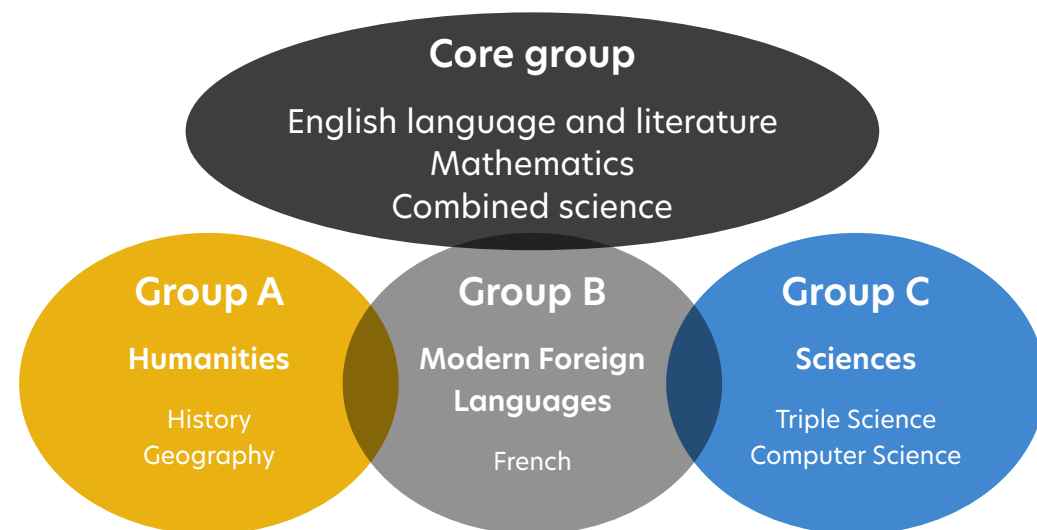 Core group
English language and literature
Mathematics
Combined science
Group A
Humanities
History
Geography
Group B
Modern Foreign
Languages
French
Group C
Sciences
Triple Science
Computer Science